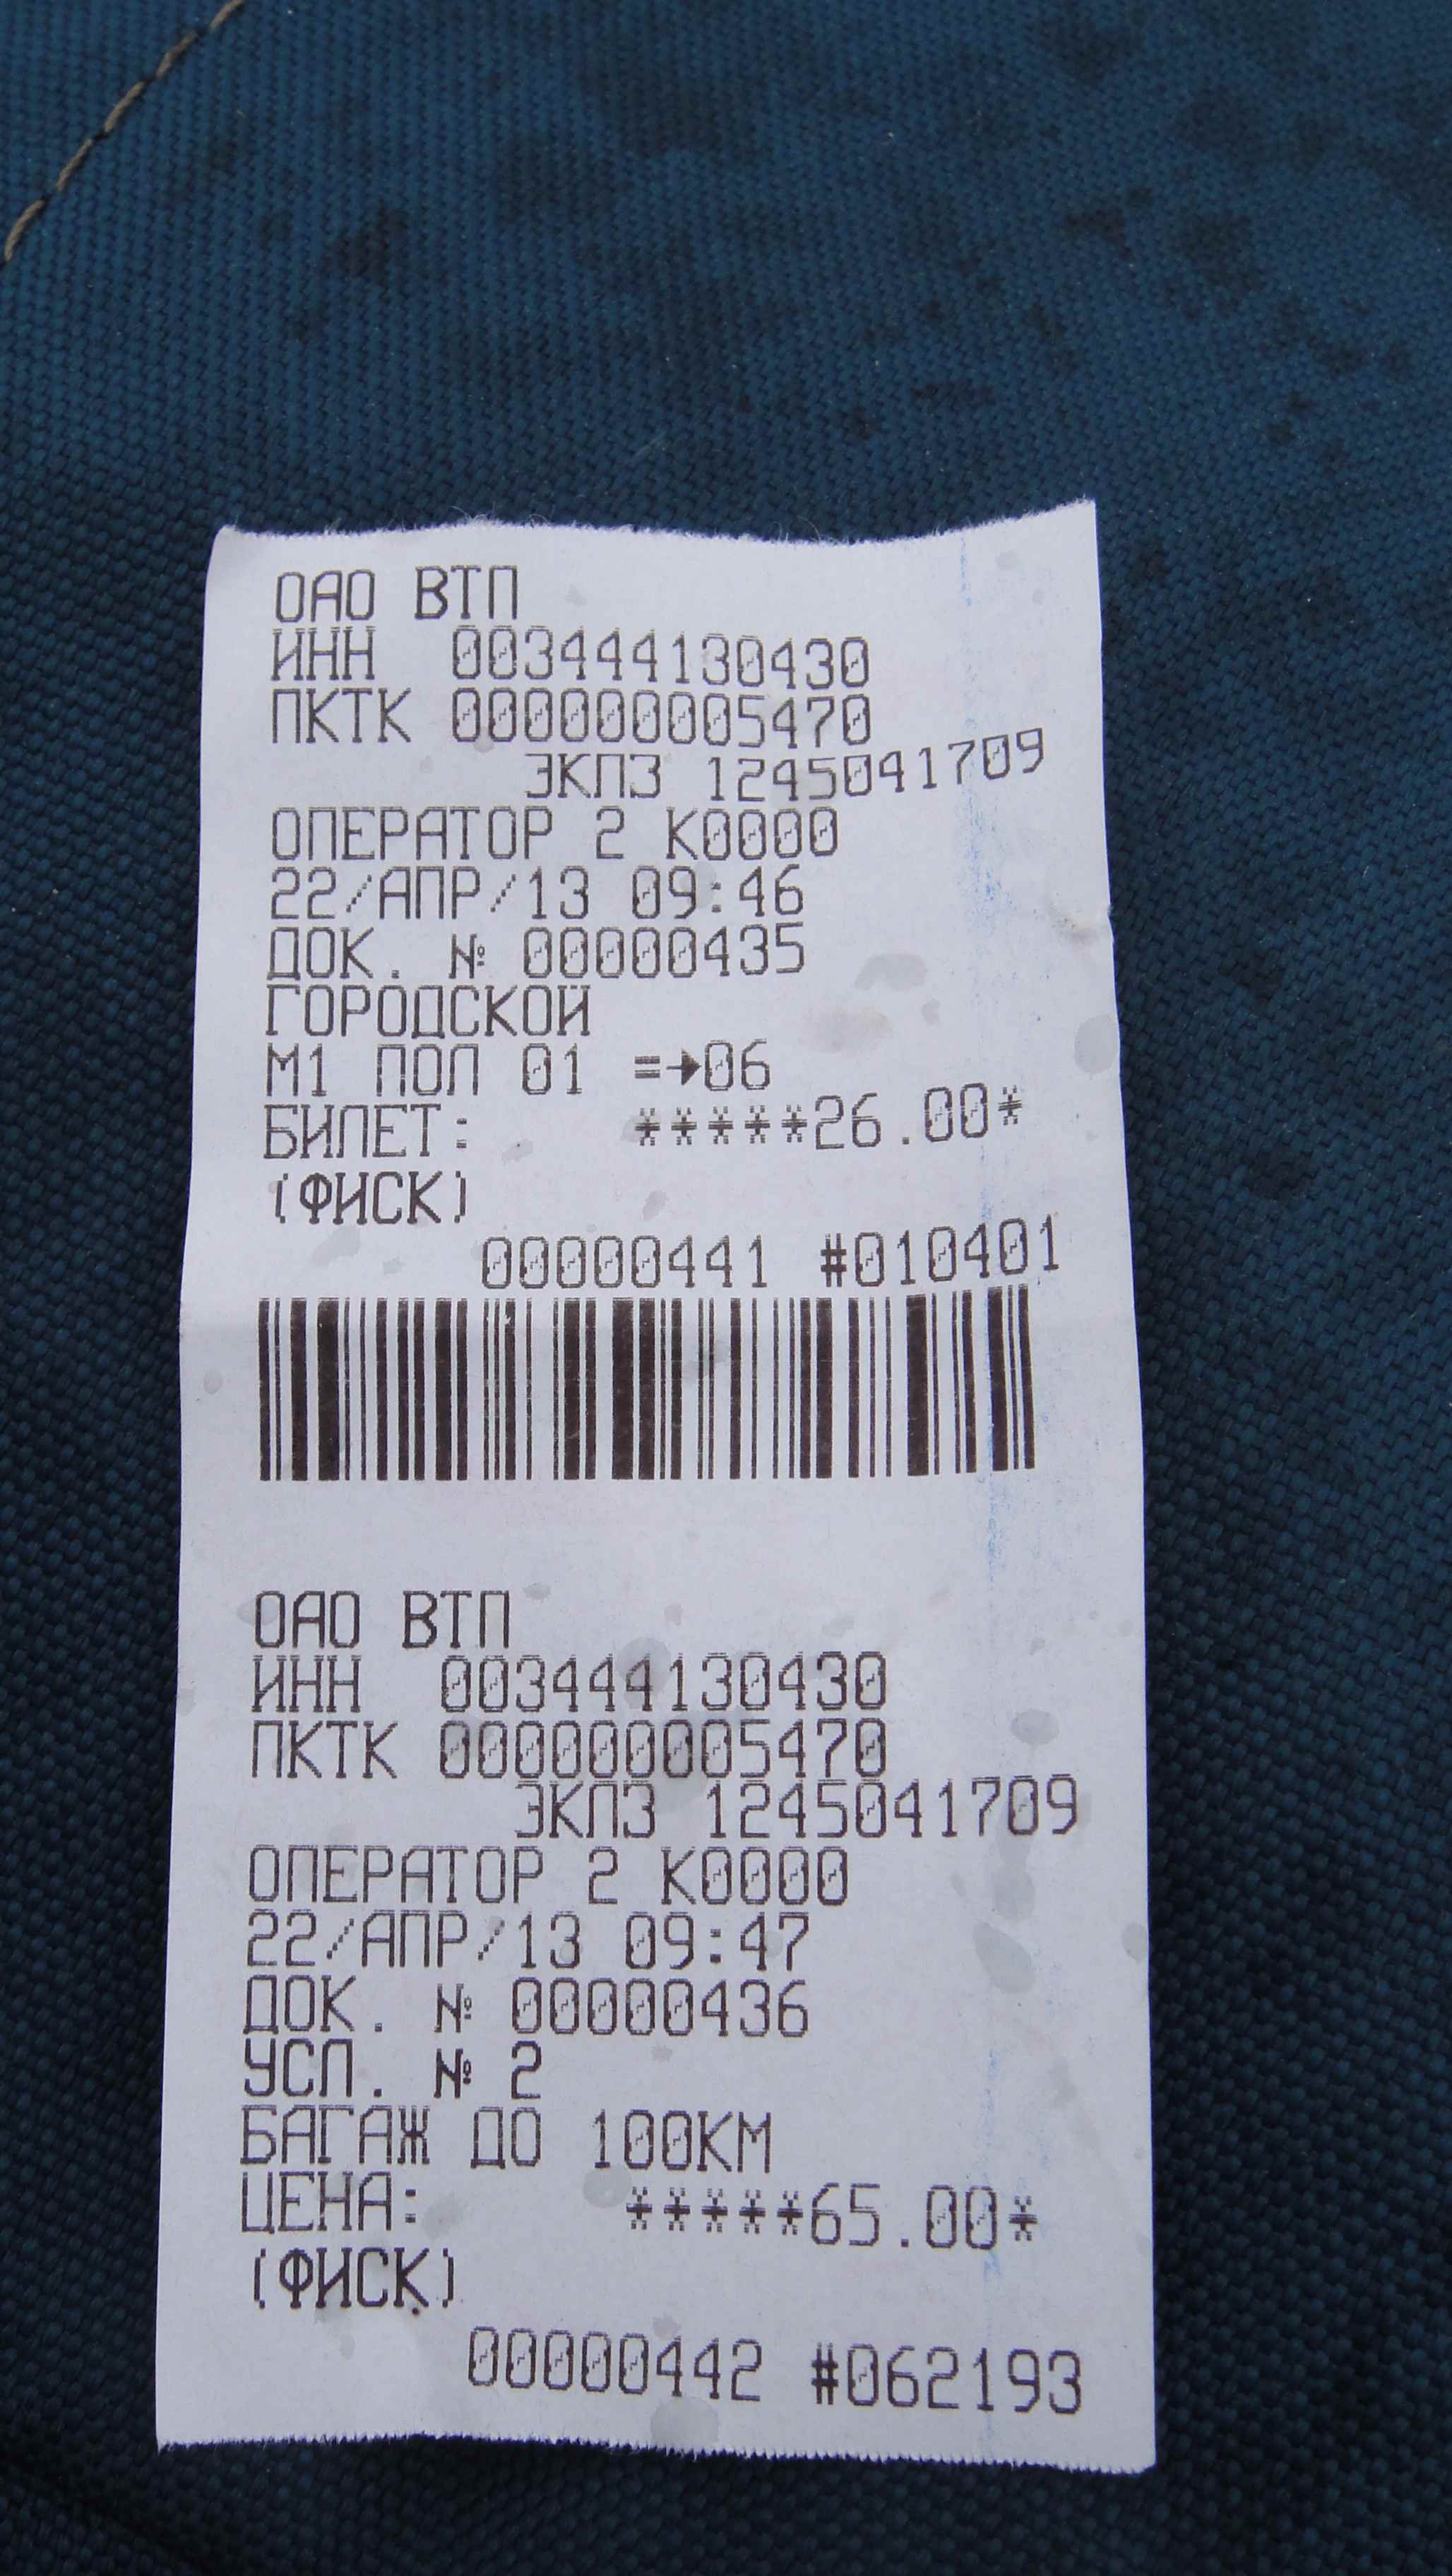 ОАО ВТП
ИНН 003444130430
ПКТК 000000005470
ЭКЛЗ 1245041709
ОПЕРАТОР 2 К0000
22/АПР/13 09:46
ДОК. № 00000435
ГОРОДСКОЙ
М1 ПОЛ 01 =→06
БИЛЕТ: *****26.00*
(ФИСК)
00000441 #010401
ОАО ВТП
ИНН 003444130430
ПКТК 000000005470
ЭКЛЗ 1245041709
ОПЕРАТОР 2 К0000
22/АПР/13 09:47
ДОК. № 00000436
УСЛ. № 2
БАГАЖ ДО 100КМ
ЦЕНА: *****65.00*
(ФИСК)
00000442 #062193